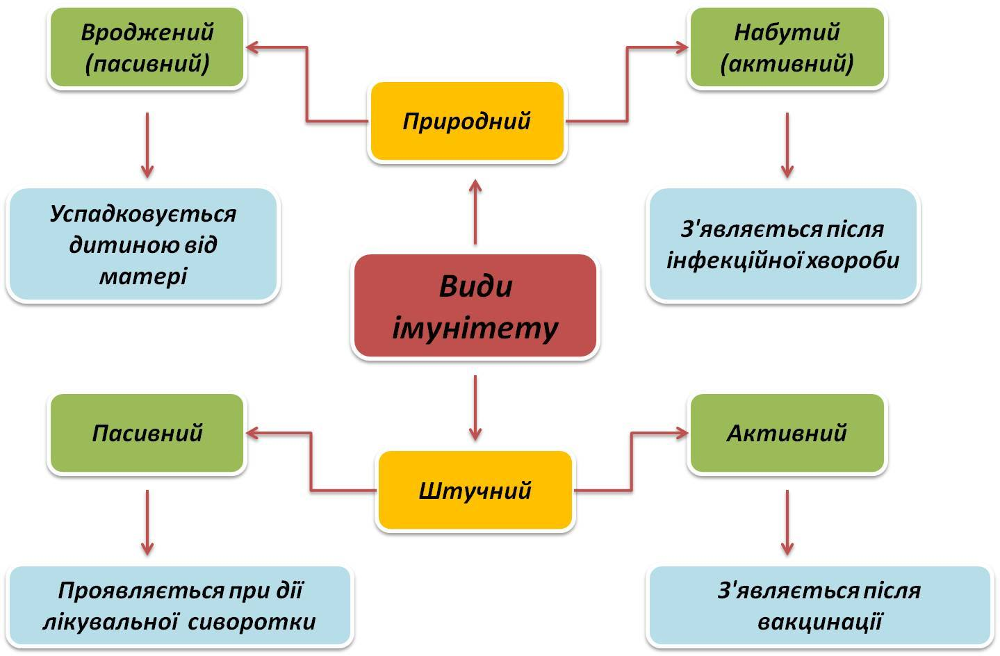 Вроджений
(пасивний)
Набутий
(активний)
Природний
Успадковується
дитиною від
матері
З'являється після
інфекційної хвороби
Види
імунітету
Пасивний
Активний
Штучний
Проявляється при дії
лікувальної сиворотки
З'являється після
вакцинації